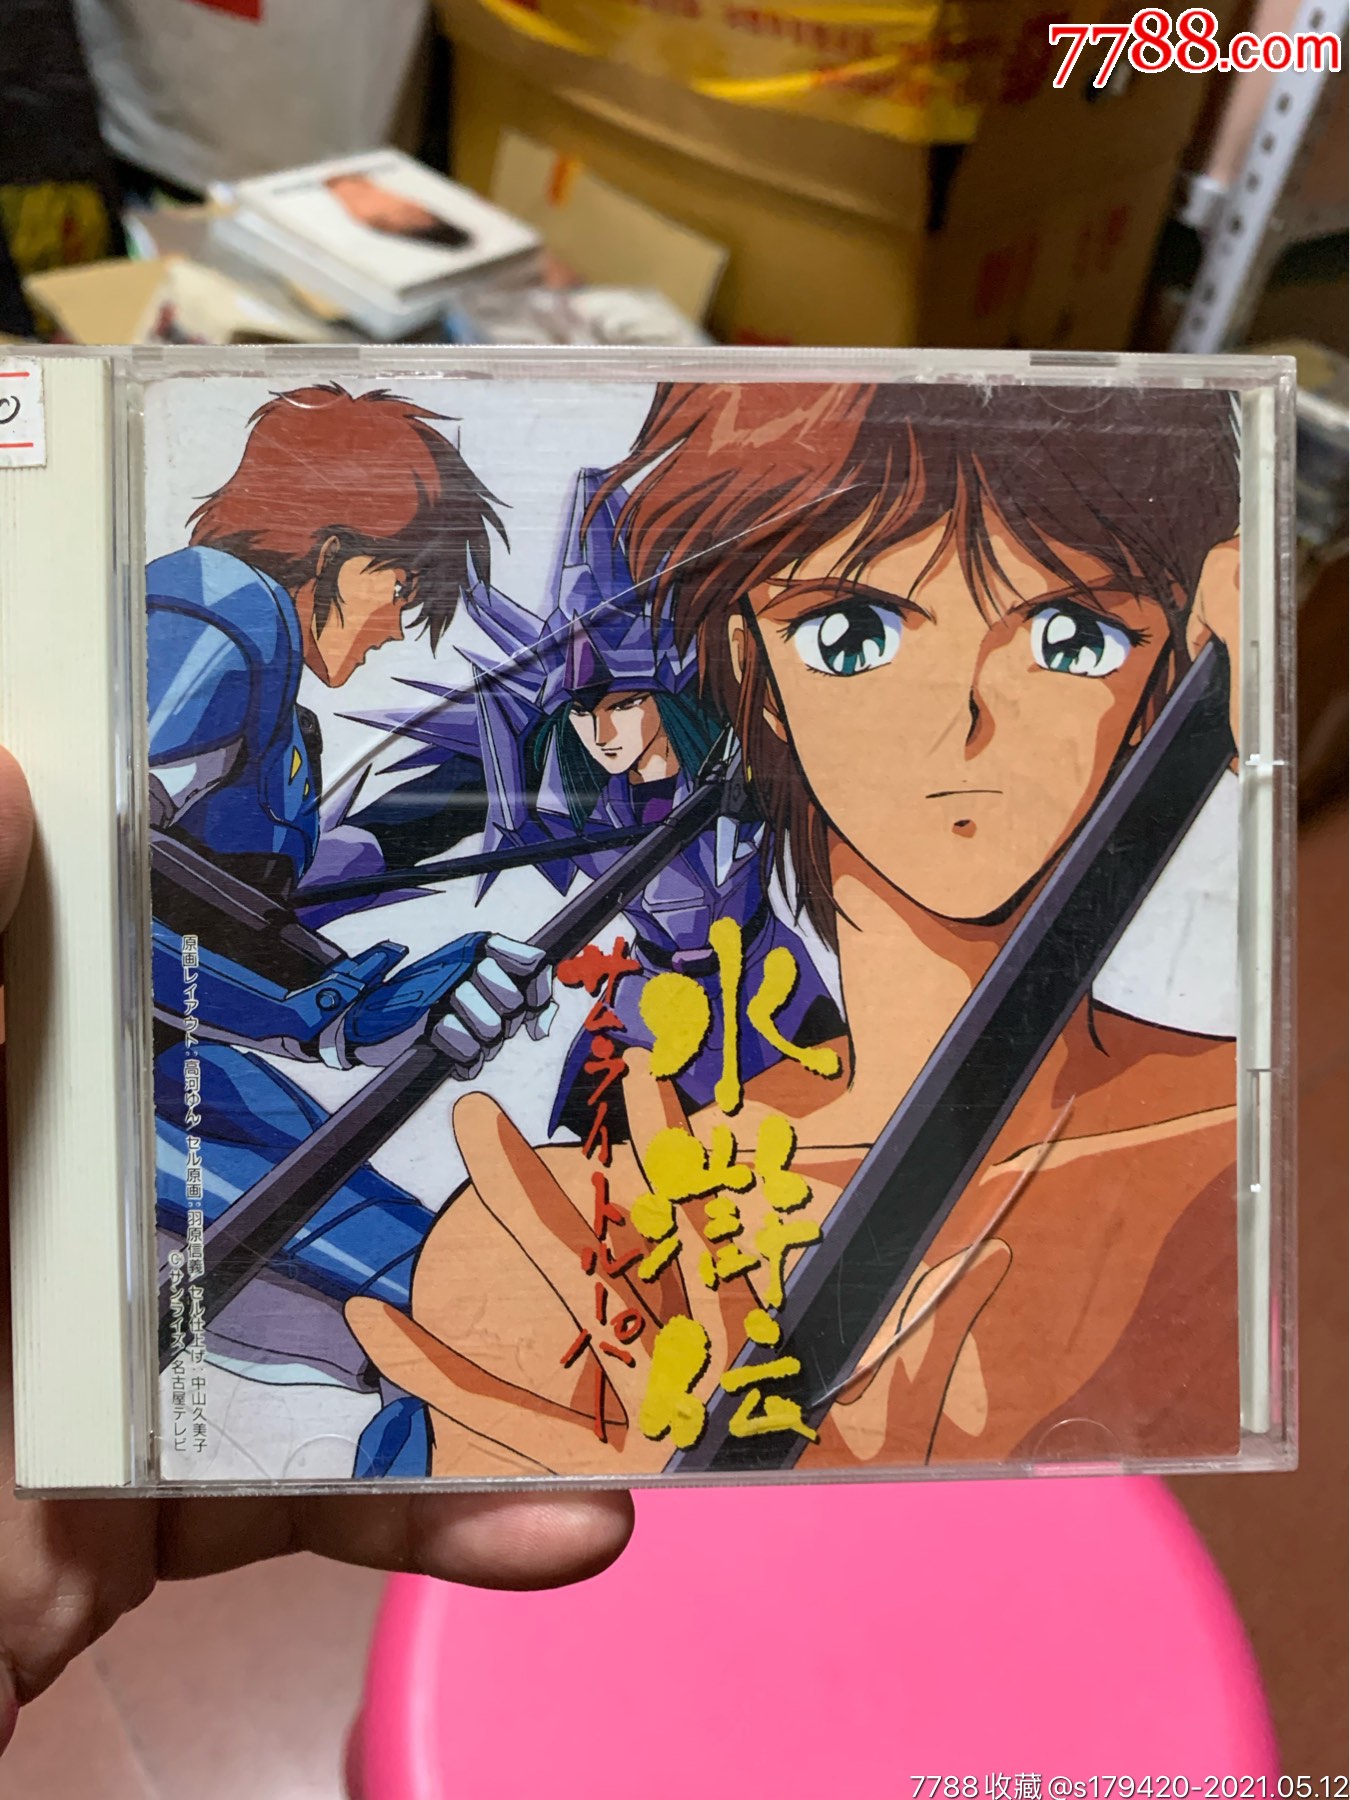 7788.com
水滸伝
サムライトルーパー
原画レイアウト:高河ゆん/セル原画:羽原信義/セル仕上げ:中山久美子
©サンライズ/名古屋テレビ
7788收藏@s179420-2021.05.12